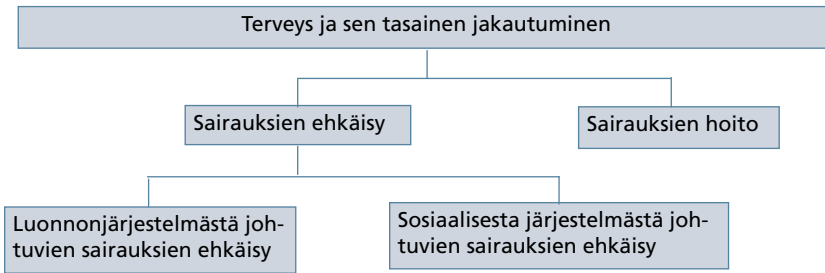 Terveys ja sen tasainen jakautuminen
Sairauksien ehkäisy
Sairauksien hoito
Luonnonjärjestelmästä joh-
tuvien sairauksien ehkäisy
Sosiaalisesta järjestelmästä joh-
tuvien sairauksien ehkäisy